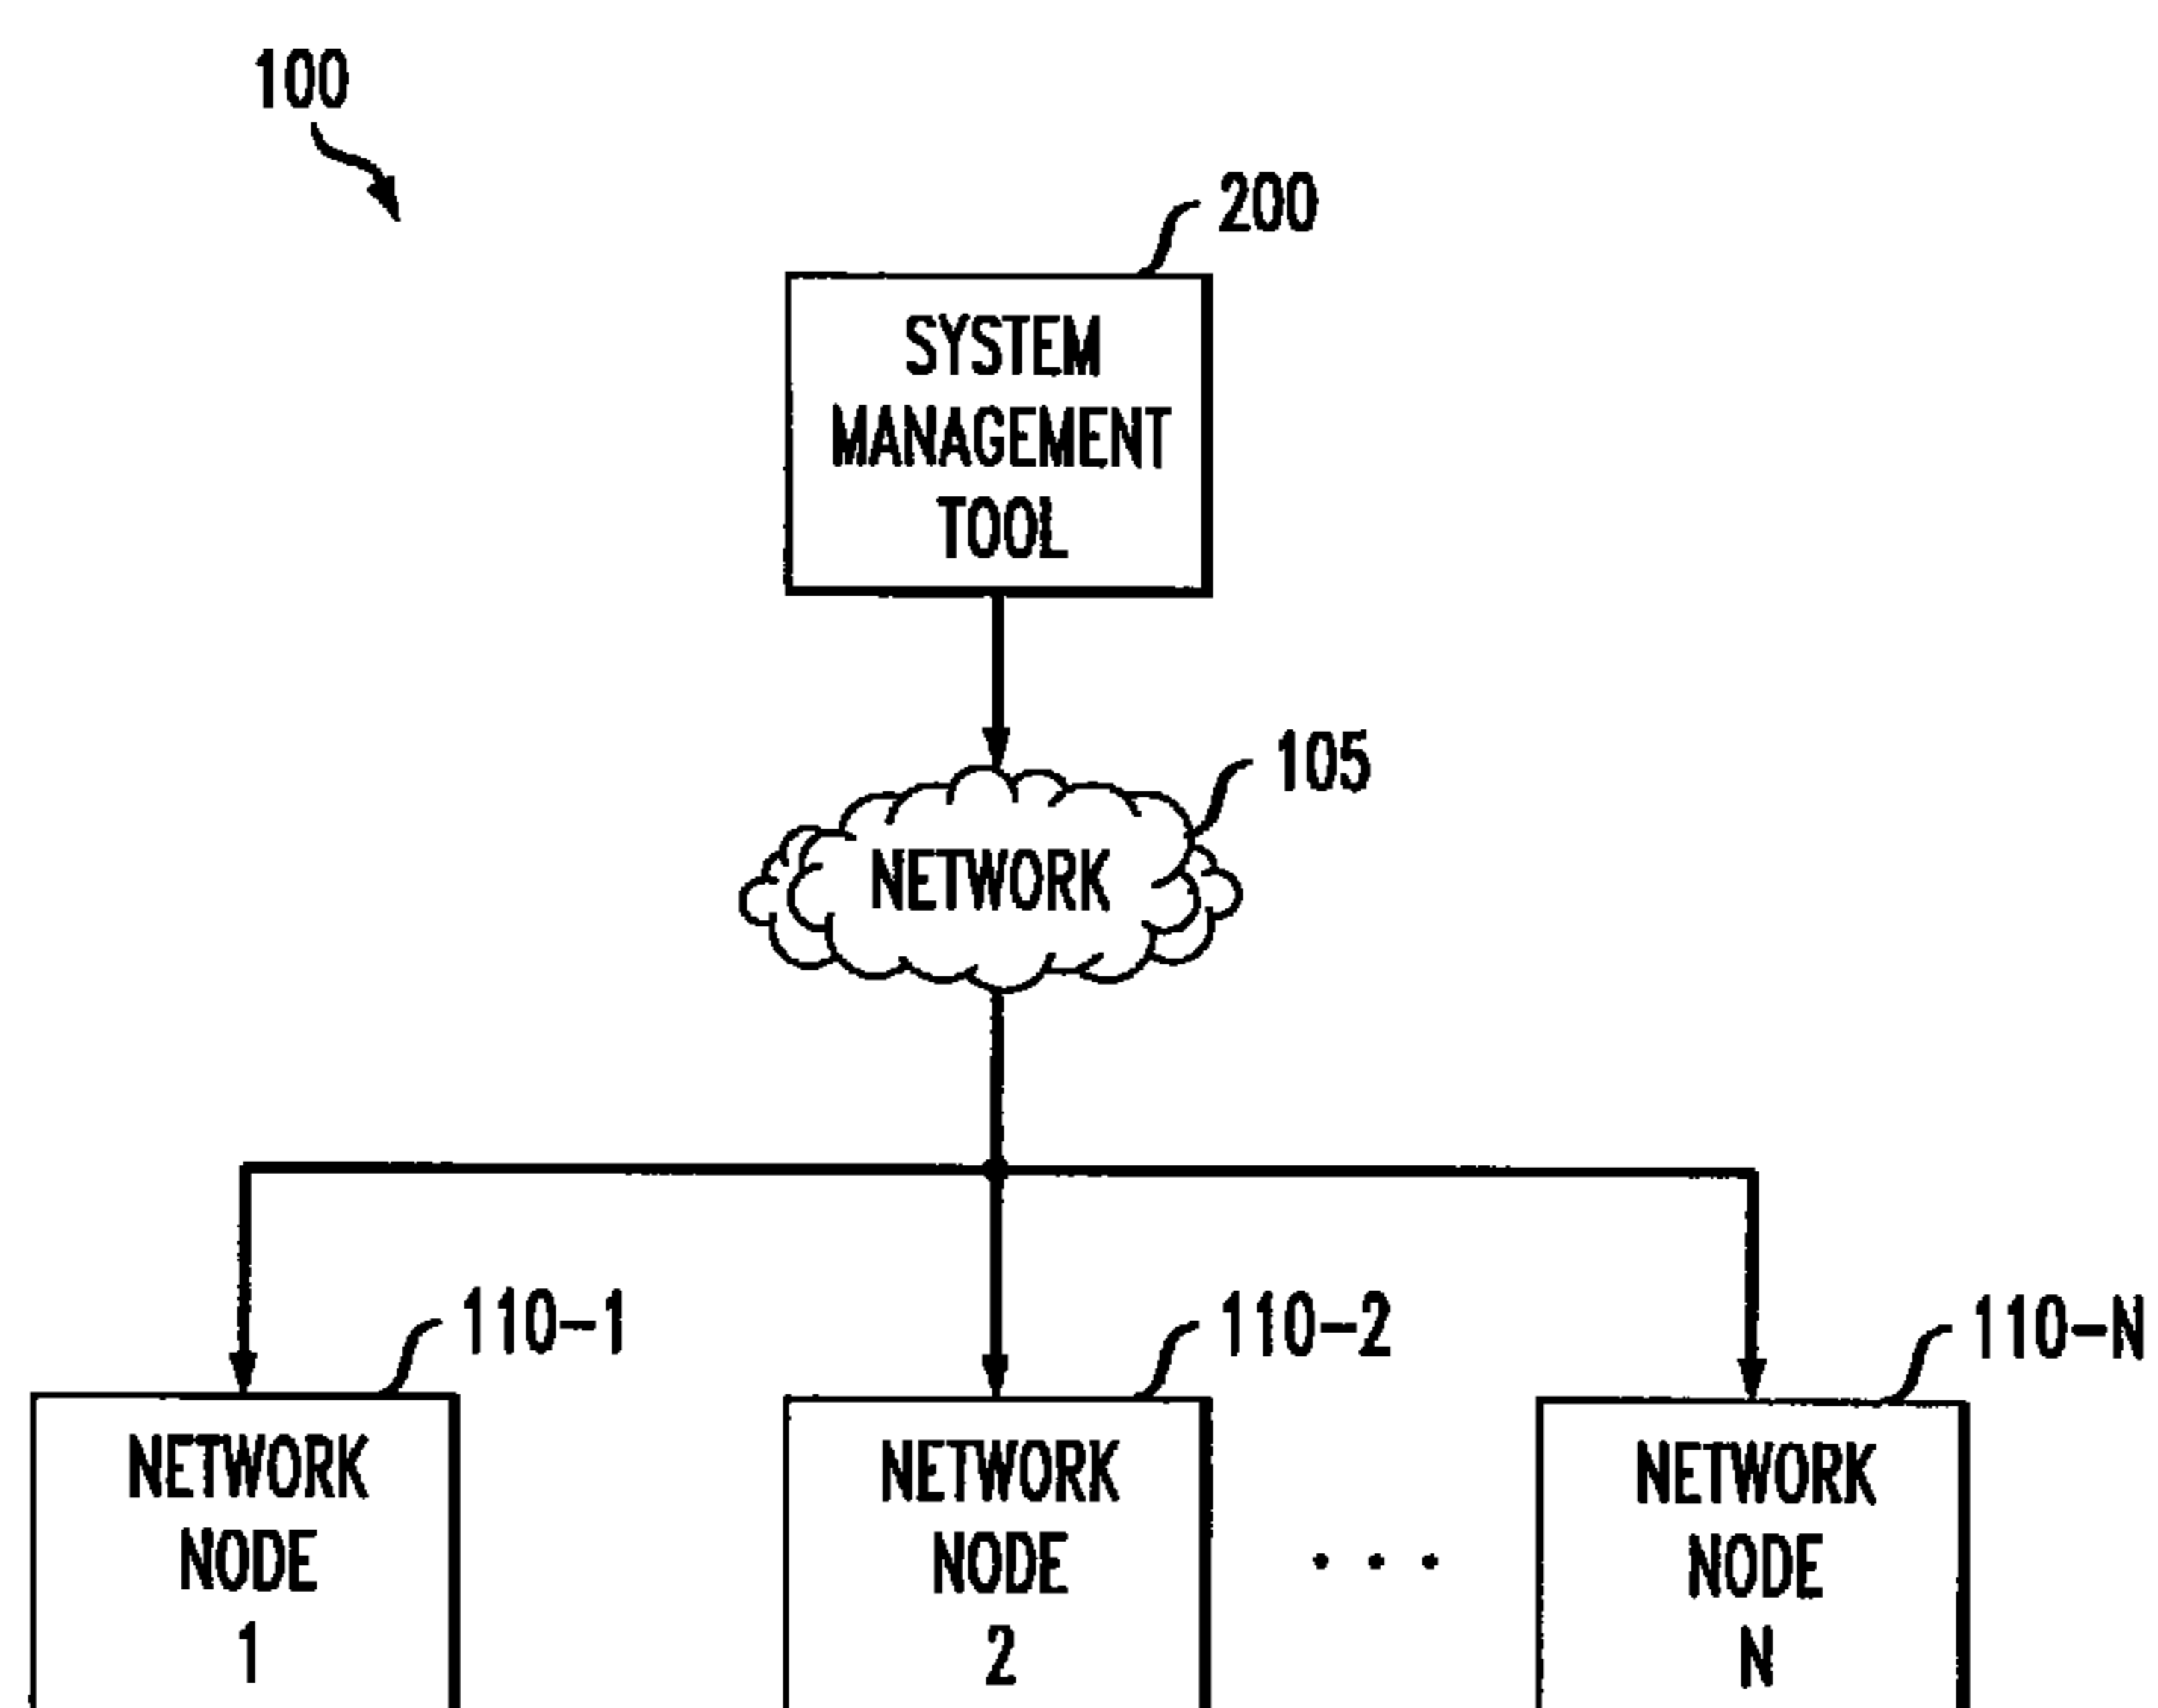 100
200
SYSTEM
MANAGEMENT
TOOL
105
NETWORK
110-1
110-2
110-N
NETWORK
NODE
1
NETWORK
NODE
2
. . .
NETWORK
NODE
N